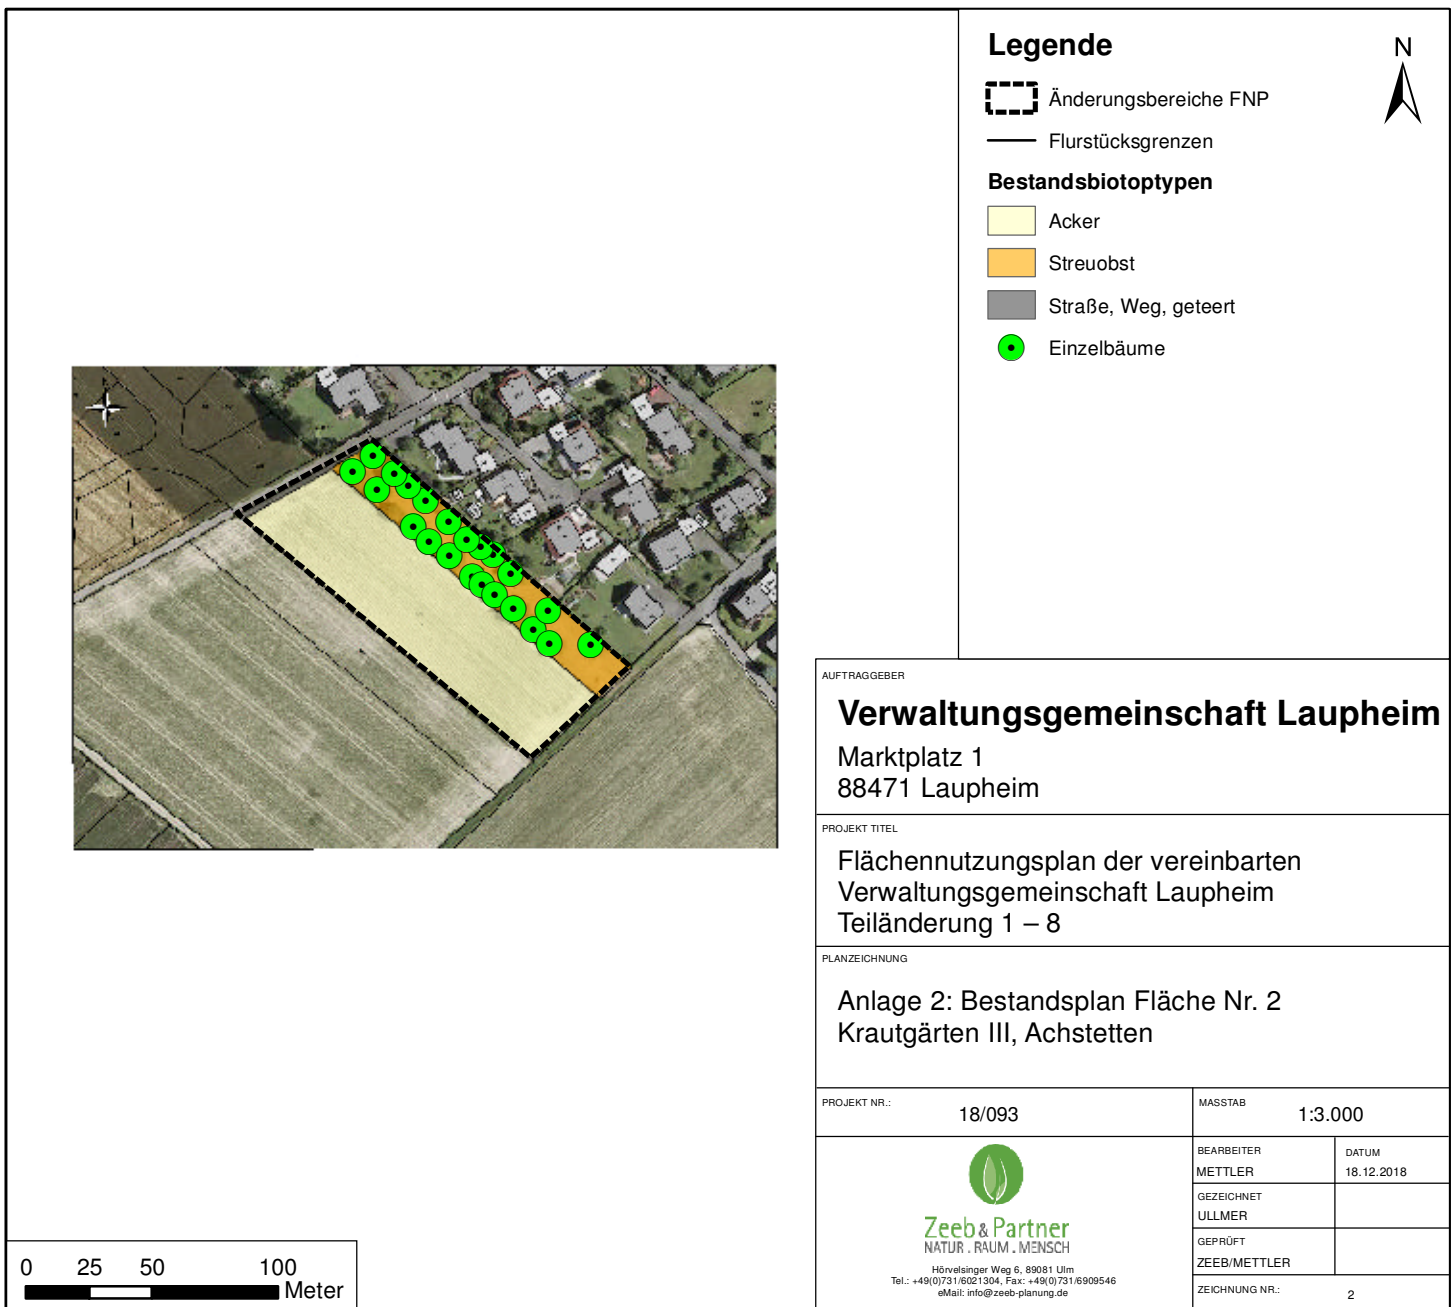 Legende
N
Änderungsbereiche FNP
Flurstücksgrenzen
Bestandsbiotoptypen
Acker
Streuobst
Straße, Weg, geteert
Einzelbäume
AUFTRAGGEBER
Verwaltungsgemeinschaft Laupheim
Marktplatz 1
88471 Laupheim
PROJEKT TITEL
Flächennutzungsplan der vereinbarten
Verwaltungsgemeinschaft Laupheim
Teiländerung 1 – 8
PLANZEICHNUNG
Anlage 2: Bestandsplan Fläche Nr. 2
Krautgärten III, Achstetten
PROJEKT NR.:
18/093
MASSTAB
1:3.000
Zeeb & Partner
NATUR . RAUM . MENSCH
Hörvelsinger Weg 6, 89081 Ulm
Tel.: +49(0)731/6021304, Fax: +49(0)731/6909546
eMail: info@zeeb-planung.de
BEARBEITER
METTLER
DATUM
18.12.2018
GEZEICHNET
ULLMER
GEPRÜFT
ZEEB/METTLER
ZEICHNUNG NR.:
2
0 25 50 100
Meter